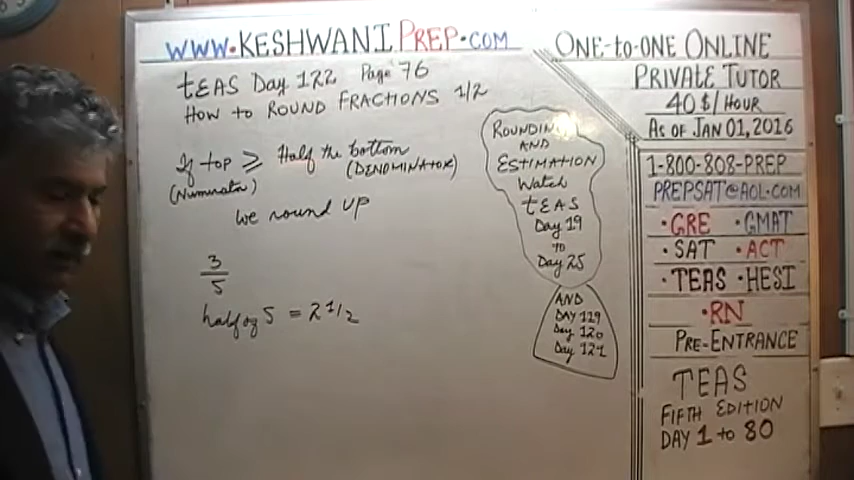 WWW.KESHWANIPREP.COM
tEAS Day 122 Page 76
HOW to ROUND FRACTIONS 1/2
If top ⩾ Half the bottom
(Numerator) (DENOMINATOR)
we round UP
3
5
half of 5 = 2 1/2
ROUNDING
AND
EStiMATION
Watch
tEAS
Day 19
to
Day 25
AND
DAY 119
Day 120
Day 121
ONE-to-ONE ONLINE
PRIVATE TUTOR
40$/HOUR
AS OF JAN 01, 2016
1-800-808-PREP
PREPSAT@AOL.COM
•GRE •GMAT
•SAT •ACT
•TEAS •HESI
•RN
PRE-ENTRANCE
TEAS
FIFTH EDITION
DAY 1 to 80